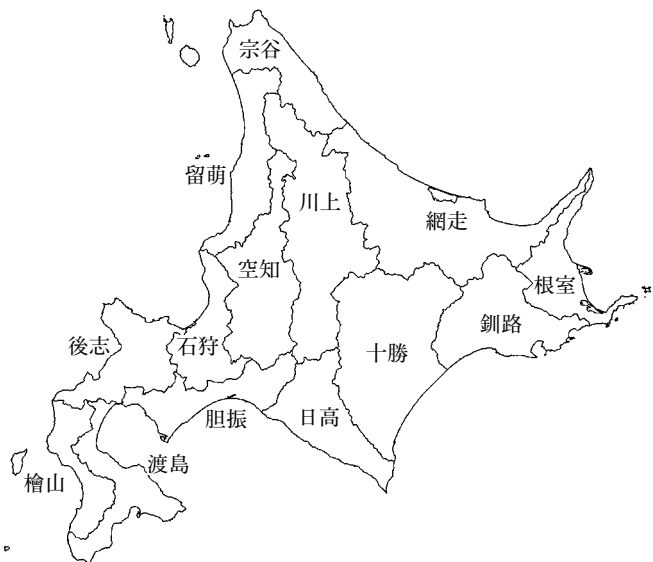 宗谷
留萌
川上
網走
空知
根室
釧路
後志
石狩
十勝
胆振
日高
渡島
檜山